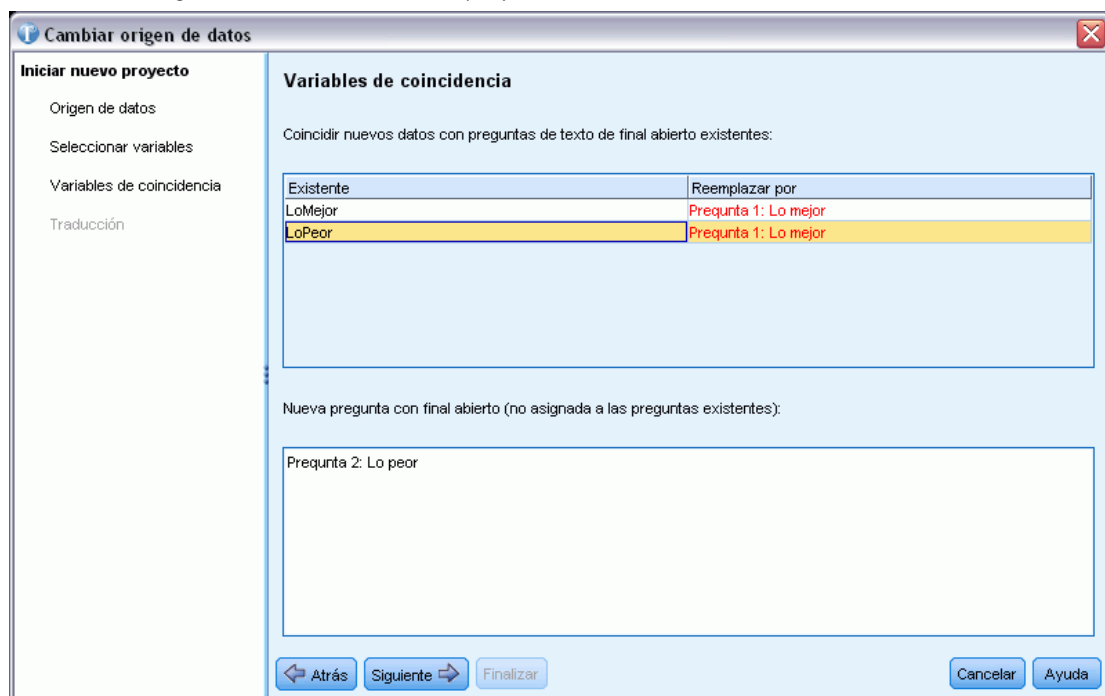 Cambiar origen de datos
Iniciar nuevo proyecto
Origen de datos
Seleccionar variables
Variables de coincidencia
Traducción
Variables de coincidencia
Coincidir nuevos datos con preguntas de texto de final abierto existentes:
Existente Reemplazar por
LoMejor Pregunta 1: Lo mejor
LoPeor Pregunta 1: Lo mejor
Nueva pregunta con final abierto (no asignada a las preguntas existentes):
Pregunta 2: Lo peor
Atrás Siguiente Finalizar Cancelar Ayuda